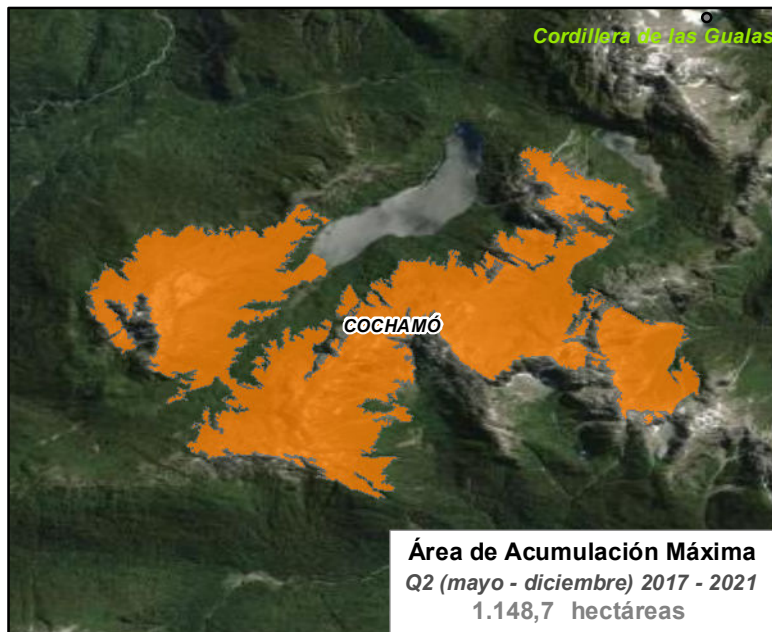 Cordillera de las Gualas
COCHAMÓ
Área de Acumulación Máxima
Q2 (mayo - diciembre) 2017 - 2021
1.148,7 hectáreas